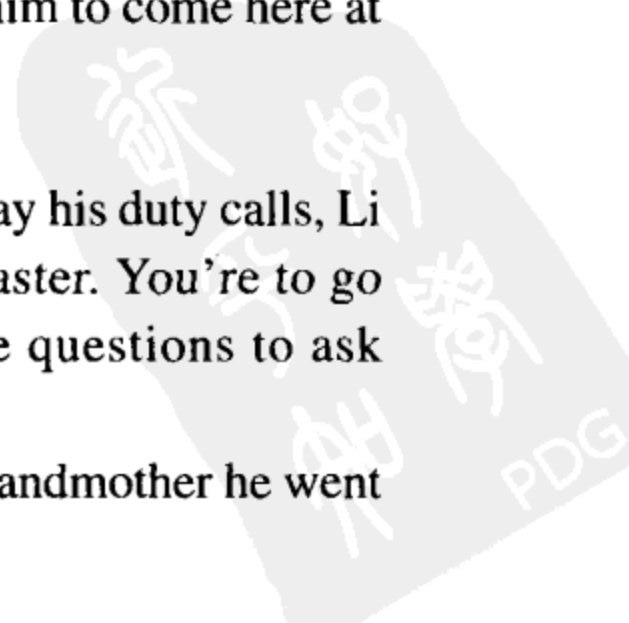 him to come here at
ay his duty calls, Li
aster. You’re to go
e questions to ask
andmother he went
PDG